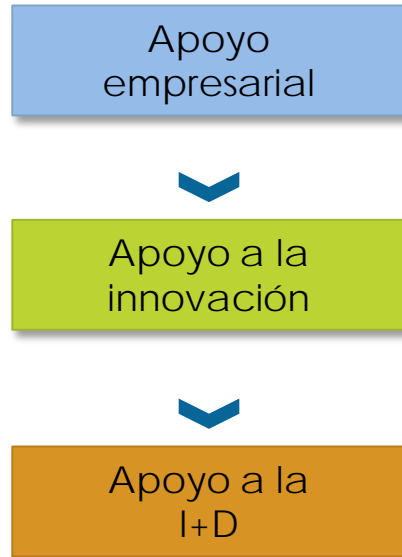 Apoyo
empresarial
Apoyo a la
innovación
Apoyo a la
I+D